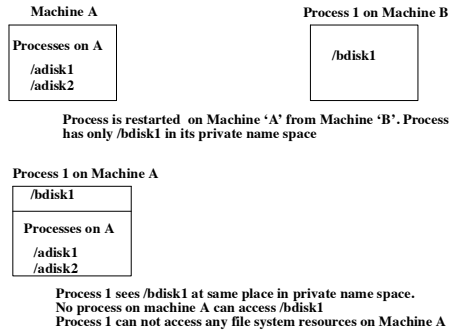 Machine A
Process 1 on Machine B
Processes on A
/adisk1
/adisk2
/bdisk1
Process is restarted on Machine ‘A’ from Machine ‘B’. Process
has only /bdisk1 in its private name space
Process 1 on Machine A
/bdisk1
Processes on A
/adisk1
/adisk2
Process 1 sees /bdisk1 at same place in private name space.
No process on machine A can access /bdisk1
Process 1 can not access any file system resources on Machine A